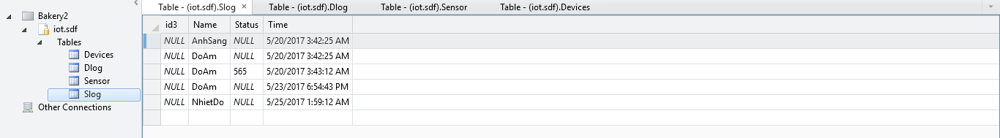 Bakery2
iot.sdf
Tables
Devices
Dlog
Sensor
Slog
Other Connections
Table - (iot.sdf).Slog × Table - (iot.sdf).Dlog Table - (iot.sdf).Sensor Table - (iot.sdf).Devices
id3 Name Status Time
NULL AnhSang NULL 5/20/2017 3:42:25 AM
NULL DoAm NULL 5/20/2017 3:42:25 AM
NULL DoAm 565 5/20/2017 3:43:12 AM
NULL DoAm NULL 5/23/2017 6:54:43 PM
NULL NhietDo NULL 5/25/2017 1:59:12 AM